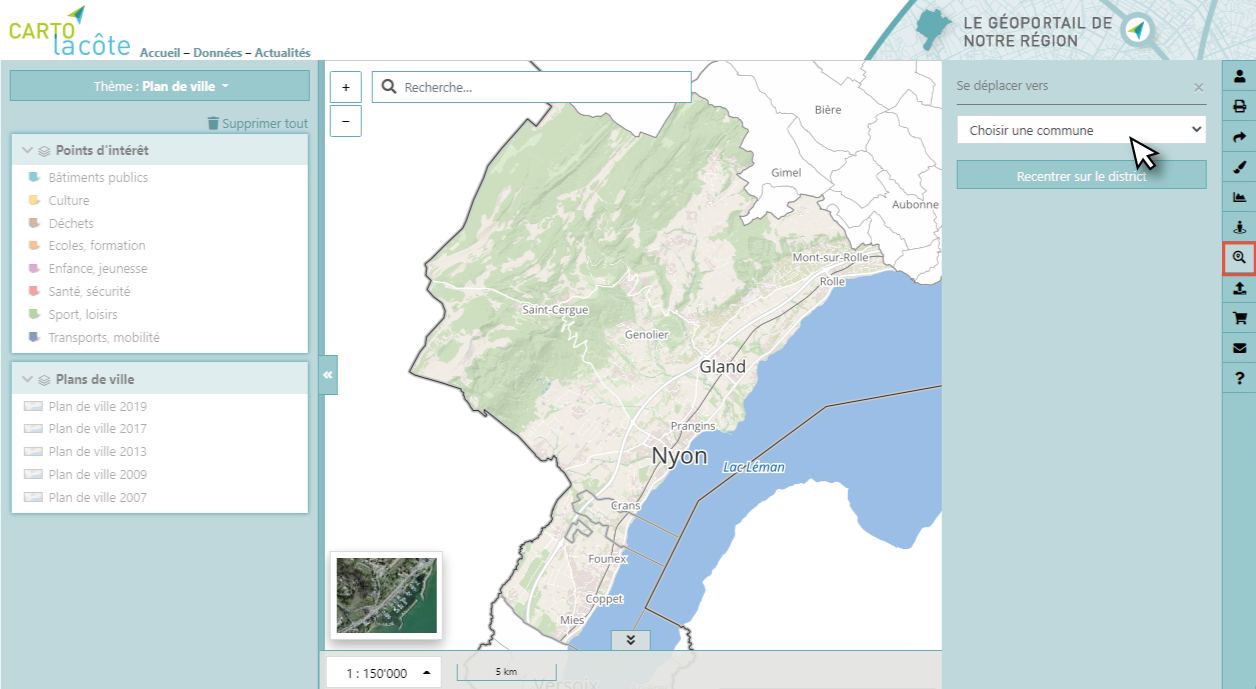 CARTO
lacôte
Accueil – Données – Actualités
LE GÉOPORTAIL DE
NOTRE RÉGION
Thème : Plan de ville
Supprimer tout
Points d'intérêt
Bâtiments publics
Culture
Déchets
Ecoles, formation
Enfance, jeunesse
Santé, sécurité
Sport, loisirs
Transports, mobilité
Plans de ville
Plan de ville 2019
Plan de ville 2017
Plan de ville 2013
Plan de ville 2009
Plan de ville 2007
«
+
−
Recherche...
Bière
Gimel
Aubonne
Mont-sur-Rolle
Rolle
Saint-Cergue
Genolier
Gland
Prangins
Nyon
Lac Léman
Crans
Founex
Coppet
Mies
Versoix
1 : 150'000
5 km
Se déplacer vers
×
Choisir une commune
Recentrer sur le district
?